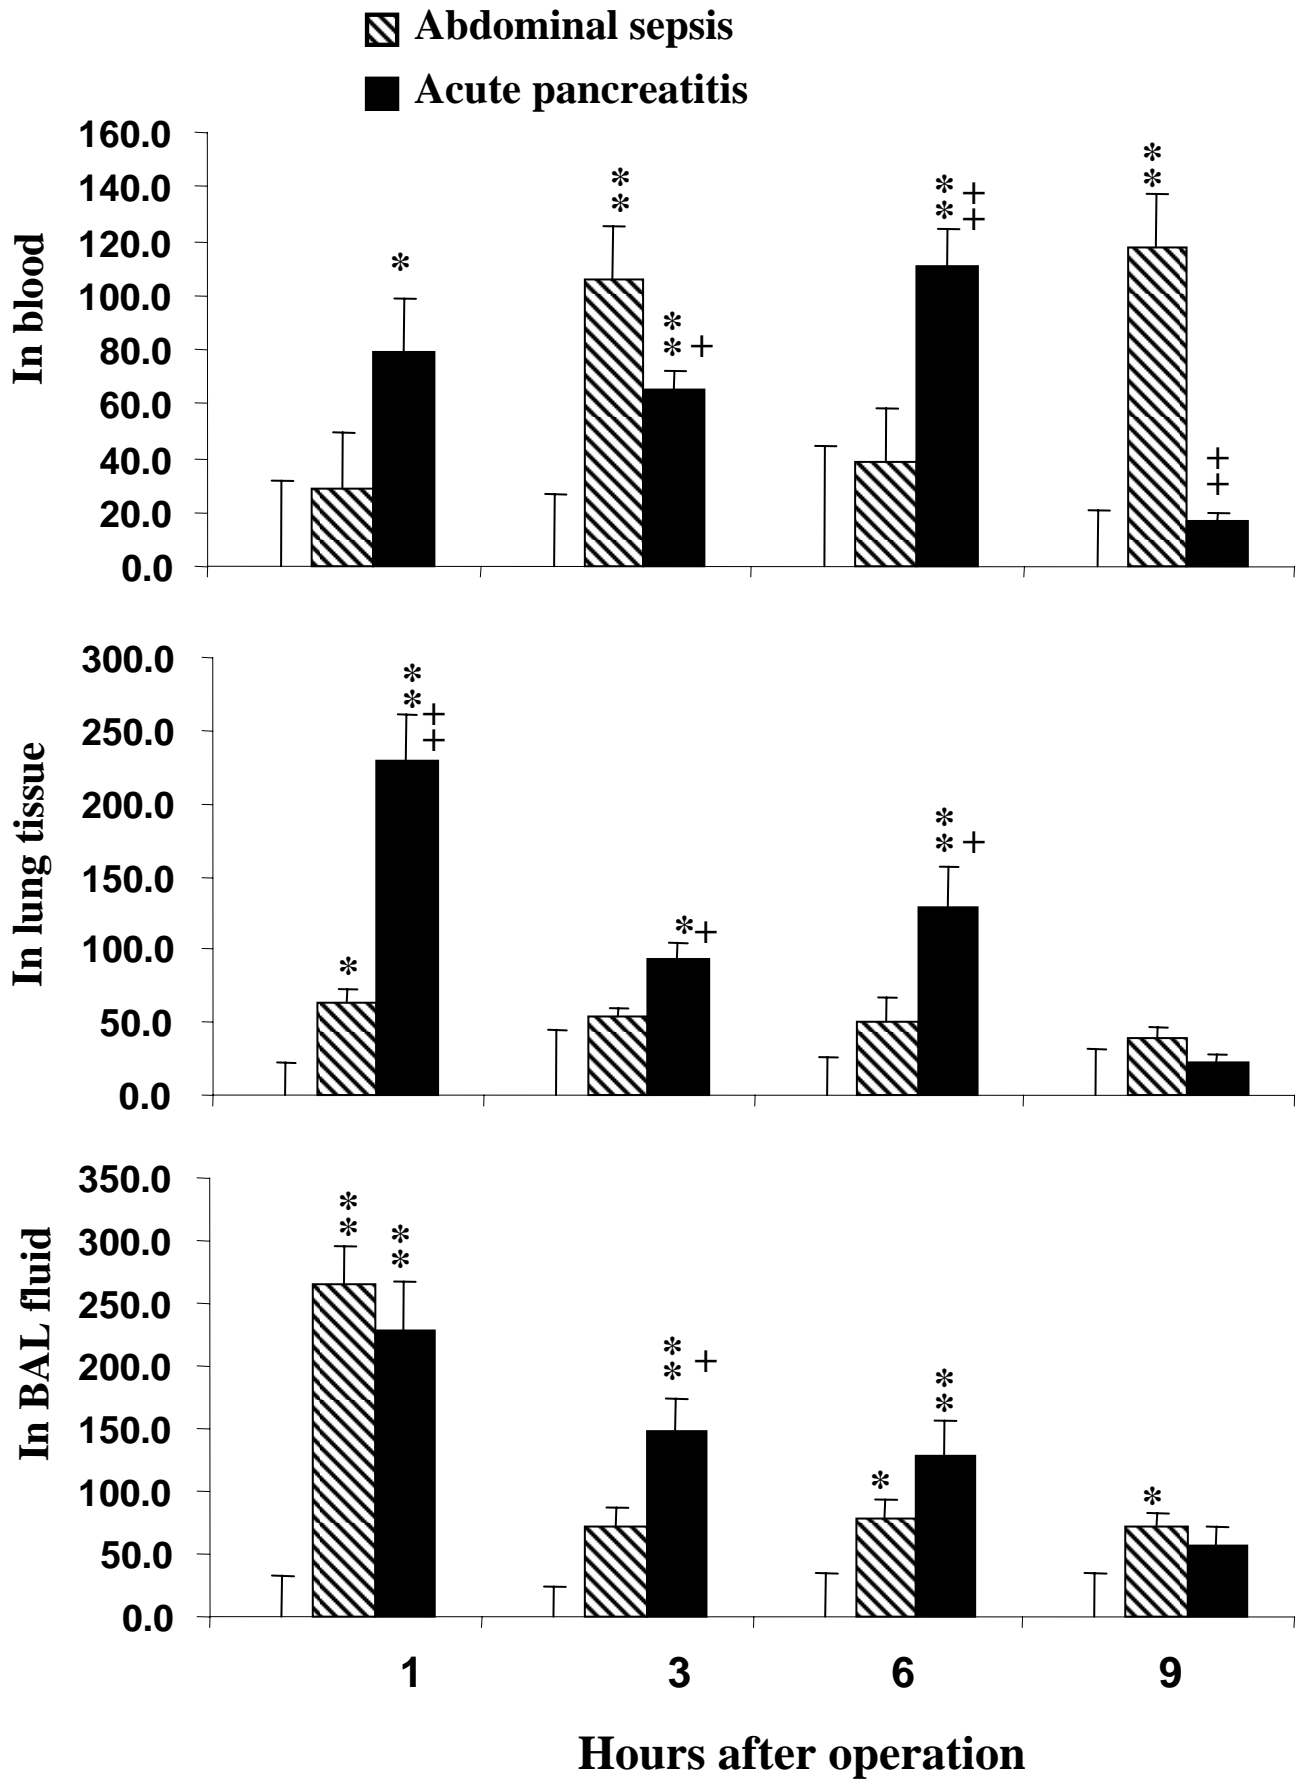 Abdominal sepsis
Acute pancreatitis
In blood
160.0
140.0
120.0
100.0
80.0
60.0
40.0
20.0
0.0
*
* *
* * +
* * + +
* *
+ +
In lung tissue
300.0
250.0
200.0
150.0
100.0
50.0
0.0
*
* * + +
* +
* * +
In BAL fluid
350.0
300.0
250.0
200.0
150.0
100.0
50.0
0.0
* *
* *
* * +
*
* *
*
1 3 6 9
Hours after operation